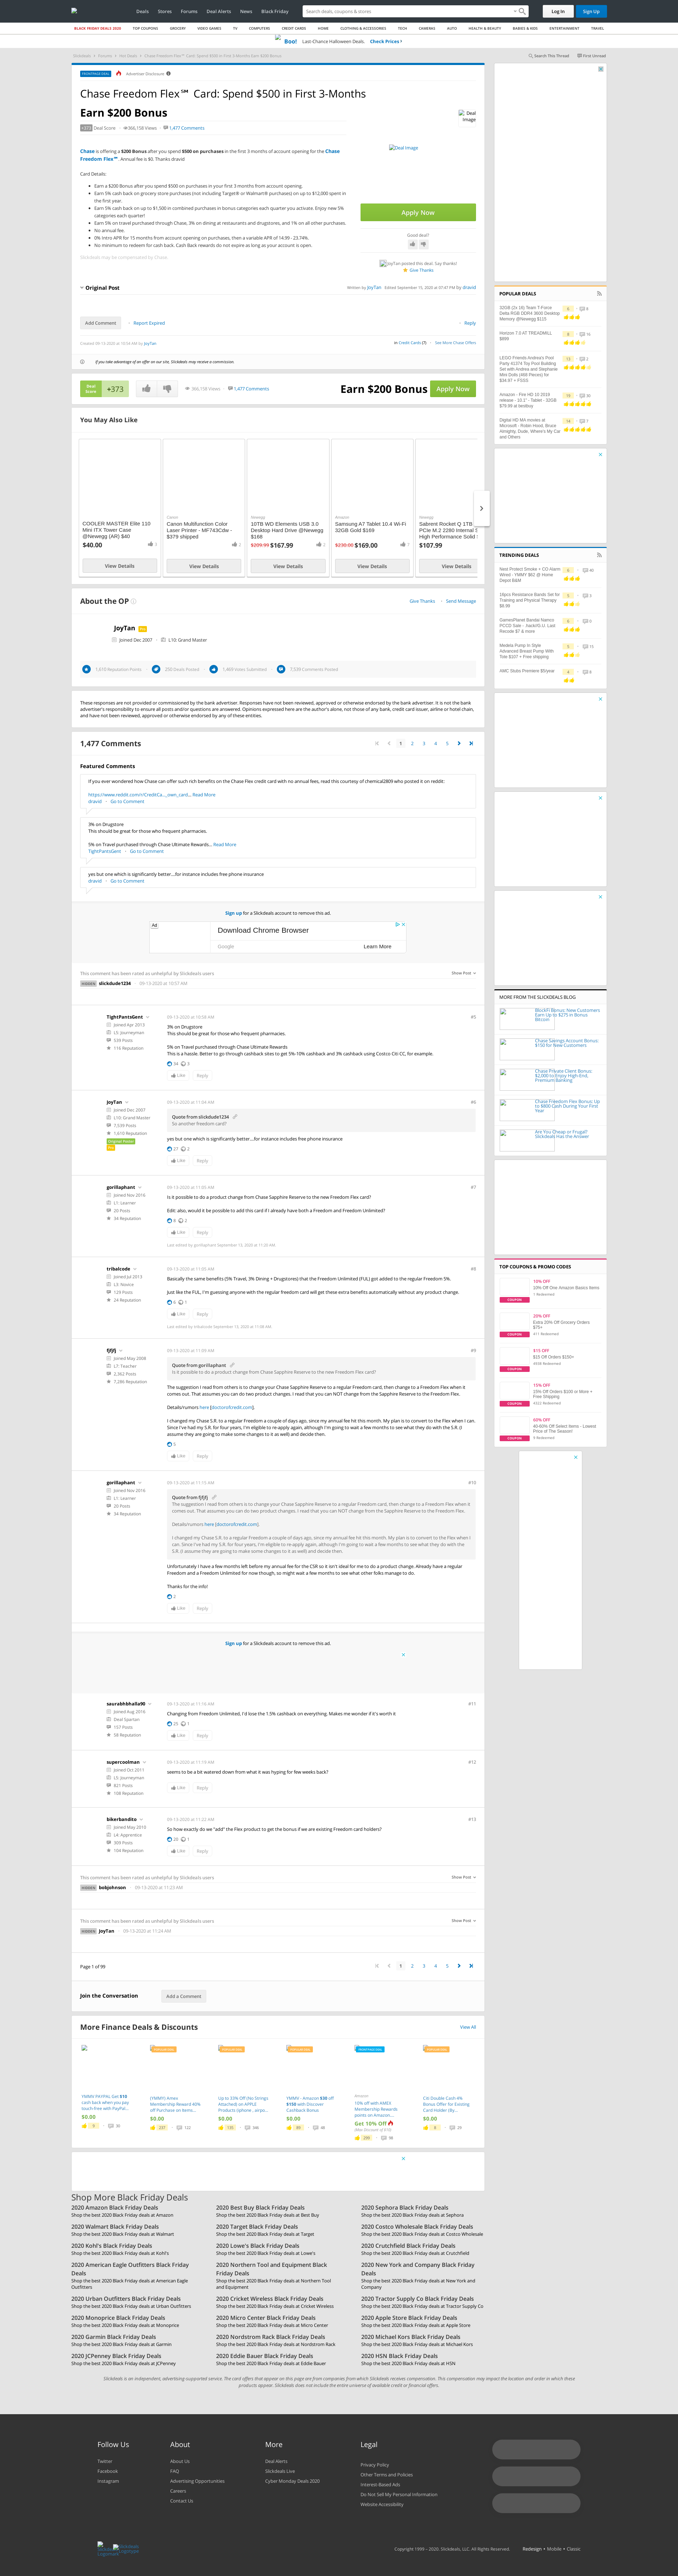 Deals Stores Forums Deal Alerts News Black Friday
Search deals, coupons & stores
Log In
Sign Up
BLACK FRIDAY DEALS 2020 TOP COUPONS GROCERY VIDEO GAMES TV COMPUTERS CREDIT CARDS HOME CLOTHING & ACCESSORIES TECH CAMERAS AUTO HEALTH & BEAUTY BABIES & KIDS ENTERTAINMENT TRAVEL
Boo! Last-Chance Halloween Deals. Check Prices
Search This Thread
First Unread
FRONTPAGE DEAL Advertiser Disclosure
Chase Freedom Flex℠ Card: Spend $500 in First 3-Months
Earn $200 Bonus
+373 Deal Score 366,158 Views 1,477 Comments
Deal Image
Chase is offering a $200 Bonus after you spend $500 on purchases in the first 3 months of account opening for the Chase
Freedom Flex℠. Annual fee is $0. Thanks dravid
Card Details:
Earn a $200 Bonus after you spend $500 on purchases in your first 3 months from account opening.
Earn 5% cash back on grocery store purchases (not including Target® or Walmart® purchases) on up to $12,000 spent in
the first year.
Earn 5% cash back on up to $1,500 in combined purchases in bonus categories each quarter you activate. Enjoy new 5%
categories each quarter!
Earn 5% on travel purchased through Chase, 3% on dining at restaurants and drugstores, and 1% on all other purchases.
No annual fee.
0% Intro APR for 15 months from account opening on purchases, then a variable APR of 14.99 - 23.74%.
No minimum to redeem for cash back. Cash Back rewards do not expire as long as your account is open.
Slickdeals may be compensated by Chase.
Deal Image
Apply Now
Good deal?
JoyTan posted this deal. Say thanks!
Give Thanks
Original Post
Written by JoyTan Edited September 15, 2020 at 07:47 PM by dravid
Add Comment
Report Expired
Reply
Created 09-13-2020 at 10:54 AM by JoyTan
in Credit Cards (7) See More Chase Offers
If you take advantage of an offer on our site, Slickdeals may receive a commission.
Deal Score +373
366,158 Views 1,477 Comments
Earn $200 Bonus
Apply Now
You May Also Like
COOLER MASTER Elite 110
Mini ITX Tower Case
@Newegg (AR) $40
$40.00
View Details
Canon
Canon Multifunction Color
Laser Printer - MF743Cdw -
$379 shipped
2
View Details
Newegg
10TB WD Elements USB 3.0
Desktop Hard Drive @Newegg
$168
$209.99 $167.99
View Details
Amazon
Samsung A7 Tablet 10.4 Wi-Fi
32GB Gold $169
$230.00 $169.00
View Details
Newegg
Sabrent Rocket Q 1TB
PCIe M.2 2280 Internal
High Performance Solid
$107.99
View Details
About the OP
Give Thanks Send Message
JoyTan Pro
Joined Dec 2007 L10: Grand Master
1,610 Reputation Points
1,469 Votes Submitted
7,539 Comments Posted
These responses are not provided or commissioned by the bank advertiser. Responses have not been reviewed, approved or otherwise endorsed by the bank advertiser. It is not the bank
advertiser's responsibility to ensure all posts and/or questions are answered. Opinions expressed here are the author's alone, not those of any bank, credit card issuer, airline or hotel chain,
and have not been reviewed, approved or otherwise endorsed by any of these entities.
1,477 Comments
1 2 3 4 5
Featured Comments
If you ever wondered how Chase can offer such rich benefits on the Chase Flex credit card with no annual fees, read this courtesy of chemical2809 who posted it on reddit:
https://www.reddit.com/r/CreditCa..._own_card... Read More
dravid Go to Comment
3% on Drugstore
This should be great for those who frequent pharmacies.
5% on Travel purchased through Chase Ultimate Rewards... Read More
TightPantsGent Go to Comment
yes but one which is significantly better...for instance includes free phone insurance
dravid Go to Comment
Sign up for a Slickdeals account to remove this ad.
Ad
Download Chrome Browser
Google
Learn More
This comment has been rated as unhelpful by Slickdeals users
Show Post
HIDDEN slickdude1234 09-13-2020 at 10:57 AM
TightPantsGent
Joined Apr 2013
L5: Journeyman
539 Posts
116 Reputation
09-13-2020 at 10:58 AM
#5
3% on Drugstore
This should be great for those who frequent pharmacies.
5% on Travel purchased through Chase Ultimate Rewards
This is a hassle. Better to go through cashback sites to get 5%-10% cashback and 3% cashback using Costco Citi CC, for example.
34 3
Like Reply
JoyTan
Joined Dec 2007
L10: Grand Master
7,539 Posts
1,610 Reputation
Original Poster
Pro
09-13-2020 at 11:04 AM
#6
Quote from slickdude1234
So another freedom card?
yes but one which is significantly better....for instance includes free phone insurance
27 2
Like Reply
gorillaphant
Joined Nov 2016
L1: Learner
20 Posts
34 Reputation
09-13-2020 at 11:05 AM
#7
Is it possible to do a product change from Chase Sapphire Reserve to the new Freedom Flex card?
Edit: also, would it be possible to add this card if I already have both a Freedom and Freedom Unlimited?
Like Reply
Last edited by gorillaphant September 13, 2020 at 11:20 AM.
tribalcode
Joined Jul 2013
L3: Novice
129 Posts
24 Reputation
09-13-2020 at 11:05 AM
#8
Basically the same benefits (5% Travel, 3% Dining + Drugstores) that the Freedom Unlimited (FUL) got added to the regular Freedom 5%.
Just like the FUL, I'm guessing anyone with the regular freedom card will get these extra benefits automatically without any product change.
Like Reply
Last edited by tribalcode September 13, 2020 at 11:08 AM.
fjfjfj
Joined May 2008
L7: Teacher
2,362 Posts
7,286 Reputation
09-13-2020 at 11:09 AM
#9
Quote from gorillaphant
Is it possible to do a product change from Chase Sapphire Reserve to the new Freedom Flex card?
The suggestion I read from others is to change your Chase Sapphire Reserve to a regular Freedom card, then change to a Freedom Flex when it
comes out. That assumes you can do two product changes. I also read that you can NOT change from the Sapphire Reserve to the Freedom Flex.
Details/rumors here [doctorofcredit.com].
I changed my Chase S.R. to a regular Freedom a couple of days ago, since my annual fee hit this month. My plan is to convert to the Flex when I can.
Since I've had my S.R. for four years, I'm eligible to re-apply for it again, although I want to wait to see how much they will credit for the travel (or
if it is suspended because they are going to make some changes to it as well) and decide then.
5
Like Reply
gorillaphant
Joined Nov 2016
L1: Learner
20 Posts
34 Reputation
09-13-2020 at 11:15 AM
#10
Quote from fjfjfj
The suggestion I read from others is to change your Chase Sapphire Reserve to a regular Freedom card, then change to a Freedom Flex when it
comes out. That assumes you can do two product changes. I also read that you can NOT change from the Sapphire Reserve to the Freedom Flex.
Details/rumors here [doctorofcredit.com].
I changed my Chase S.R. to a regular Freedom a couple of days ago, since my annual fee hit this month. My plan is to convert to the Flex when I
can. Since I've had my S.R. for four years, I'm eligible to re-apply for it again, although I want to wait to see how much they will credit for the
travel (or if it is suspended because they are going to make some changes to it as well) and decide then.
Unfortunately I have a few months left before my annual fee for the CSR so it isn't ideal for me to do a product change. Already have a regular
Freedom and a Freedom Unlimited, though, so might wait a few months to see what other folks manage to do.
Thanks for the info!
2
Like Reply
Sign up for a Slickdeals account to remove this ad.
saurabhbhalla90
Joined Aug 2016
Deal Spartan
157 Posts
58 Reputation
09-13-2020 at 11:16 AM
#11
Changing from Freedom Unlimited, I'd lose the 1.5% cashback on everything. Makes me wonder if it's worth it
25 1
Like Reply
supercoolman
Joined Oct 2011
L5: Journeyman
821 Posts
108 Reputation
09-13-2020 at 11:19 AM
#12
seems to be a bit watered down from what it was hyping for few weeks back?
Like Reply
bikerbandito
Joined May 2010
L4: Apprentice
309 Posts
104 Reputation
09-13-2020 at 11:22 AM
#13
So how exactly do we "add" the Flex product to get the bonus if we are existing Freedom card holders?
20 1
Like Reply
This comment has been rated as unhelpful by Slickdeals users
Show Post
HIDDEN bobjohnson 09-13-2020 at 11:23 AM
This comment has been rated as unhelpful by Slickdeals users
Show Post
HIDDEN JoyTan 09-13-2020 at 11:24 AM
Page 1 of 99
1 2 3 4 5
Join the Conversation
Add a Comment
More Finance Deals & Discounts
View All
YMMV PAYPAL Get $10
cash back when you pay
touch-free with PayPal...
$0.00
(YMMV) Amex
Membership Reward 40%
off Purchase on Items...
$0.00
Up to 33% Off (No Strings
Attached) on APPLE
Products (iphone , airpo...
$0.00
YMMV - Amazon $30 off
$150 with Discover
Cashback Bonus
$0.00
Amazon
10% off with AMEX
Membership Rewards
points on Amazon....
Get 10% Off
Citi Double Cash 4%
Bonus Offer for Existing
Card Holder (By...
$0.00
Shop More Black Friday Deals
2020 Amazon Black Friday Deals
Shop the best 2020 Black Friday deals at Amazon
2020 Best Buy Black Friday Deals
Shop the best 2020 Black Friday deals at Best Buy
2020 Sephora Black Friday Deals
Shop the best 2020 Black Friday deals at Sephora
2020 Walmart Black Friday Deals
Shop the best 2020 Black Friday deals at Walmart
2020 Target Black Friday Deals
Shop the best 2020 Black Friday deals at Target
2020 Costco Wholesale Black Friday Deals
Shop the best 2020 Black Friday deals at Costco Wholesale
2020 Kohl's Black Friday Deals
Shop the best 2020 Black Friday deals at Kohl's
2020 Lowe's Black Friday Deals
Shop the best 2020 Black Friday deals at Lowe's
2020 Crutchfield Black Friday Deals
Shop the best 2020 Black Friday deals at Crutchfield
2020 American Eagle Outfitters Black Friday
Deals
Shop the best 2020 Black Friday deals at American Eagle
Outfitters
2020 Northern Tool and Equipment Black
Friday Deals
Shop the best 2020 Black Friday deals at Northern Tool
and Equipment
2020 New York and Company Black Friday
Deals
Shop the best 2020 Black Friday deals at New York and
Company
2020 Urban Outfitters Black Friday Deals
Shop the best 2020 Black Friday deals at Urban Outfitters
2020 Cricket Wireless Black Friday Deals
Shop the best 2020 Black Friday deals at Cricket Wireless
2020 Tractor Supply Co Black Friday Deals
Shop the best 2020 Black Friday deals at Tractor Supply Co
2020 Monoprice Black Friday Deals
Shop the best 2020 Black Friday deals at Monoprice
2020 Micro Center Black Friday Deals
Shop the best 2020 Black Friday deals at Micro Center
2020 Apple Store Black Friday Deals
Shop the best 2020 Black Friday deals at Apple Store
2020 Garmin Black Friday Deals
Shop the best 2020 Black Friday deals at Garmin
2020 Nordstrom Rack Black Friday Deals
Shop the best 2020 Black Friday deals at Nordstrom Rack
2020 Michael Kors Black Friday Deals
Shop the best 2020 Black Friday deals at Michael Kors
2020 JCPenney Black Friday Deals
Shop the best 2020 Black Friday deals at JCPenney
2020 Eddie Bauer Black Friday Deals
Shop the best 2020 Black Friday deals at Eddie Bauer
2020 HSN Black Friday Deals
Shop the best 2020 Black Friday deals at HSN
Slickdeals is an independent, advertising-supported service. The card offers that appear on this page are from companies from which Slickdeals receives compensation. This compensation may impact the location and order in which these
products appear. Slickdeals does not include the entire universe of available credit or financial offers.
POPULAR DEALS
32GB (2x 16) Team T-Force
Delta RGB DDR4 3600 Desktop
Memory @Newegg $115
Horizon 7.0 AT TREADMILL
$999
LEGO Friends Andrea's Pool
Party 41374 Toy Pool Building
Set with Andrea and Stephanie
Mini Dolls (468 Pieces) for
$34.97 + FSSS
Amazon - Fire HD 10 2019
release - 10.1" - Tablet - 32GB
$79.99 at bestbuy
Digital HD MA movies at
Microsoft - Robin Hood, Bruce
Almighty, Dude, Where's My Car
and Others
TRENDING DEALS
Nest Protect Smoke + CO Alarm
Wired - YMMV $62 @ Home
Depot B&M
16pcs Resistance Bands Set for
Training and Physical Therapy
$6.99
GamesPlanet Bandai Namco
PCCD Sale - .hack//G.U. Last
Recode $7 & more
Medela Pump In Style
Advanced Breast Pump With
Tote $107 + Free shipping
AMC Stubs Premiere $5/year
MORE FROM THE SLICKDEALS BLOG
BlockFi Bonus: New Customers
Earn Up to $275 in Bonus
Bitcoin
Chase Savings Account Bonus:
$150 for New Customers
Chase Private Client Bonus:
$2,000 to Enjoy High-End,
Premium Banking
Chase Freedom Flex Bonus: Up
to $800 Cash During Your First
Year
Are You Cheap or Frugal?
Slickdeals Has the Answer
TOP COUPONS & PROMO CODES
10% OFF
10% Off One Amazon Basics Items
1 Redeemed
COUPON
20% OFF
Extra 20% Off Grocery Orders
$75+
411 Redeemed
COUPON
$15 OFF
$15 Off Orders $150+
COUPON
15% OFF
15% Off Orders $100 or More +
Free Shipping
COUPON
60% OFF
40-60% Off Select Items - Lowest
Price of The Season!
9 Redeemed
COUPON
Follow Us
Twitter
Facebook
Instagram
About
About Us
FAQ
Advertising Opportunities
Careers
Contact Us
More
Deal Alerts
Slickdeals Live
Cyber Monday Deals 2020
Legal
Privacy Policy
Other Terms and Policies
Interest-Based Ads
Do Not Sell My Personal Information
Website Accessibility
Copyright 1999 - 2020, Slickdeals, LLC. All Rights Reserved.
Redesign • Mobile • Classic